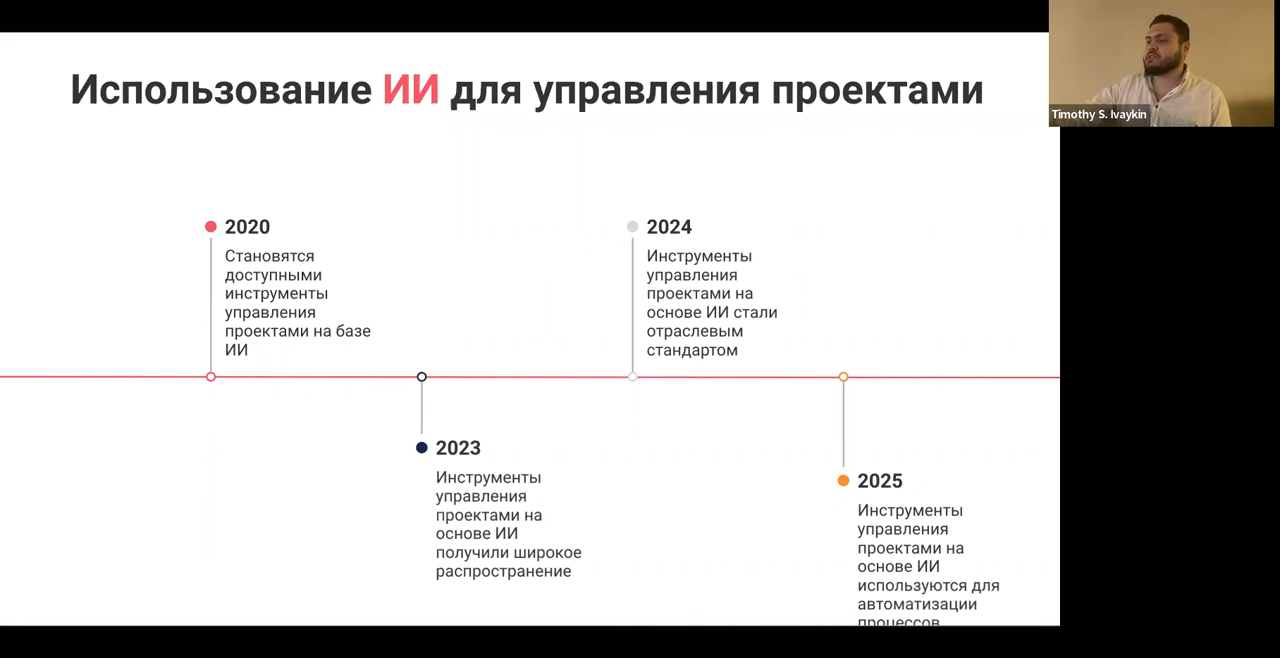 Использование ИИ для управления проектами
Timothy S. Ivaykin
2020
Становятся
доступными
инструменты
управления
проектами на базе
ИИ
2023
Инструменты
управления
проектами на
основе ИИ
получили широкое
распространение
2024
Инструменты
управления
проектами на
основе ИИ стали
отраслевым
стандартом
2025
Инструменты
управления
проектами на
основе ИИ
используются для
автоматизации
процессов